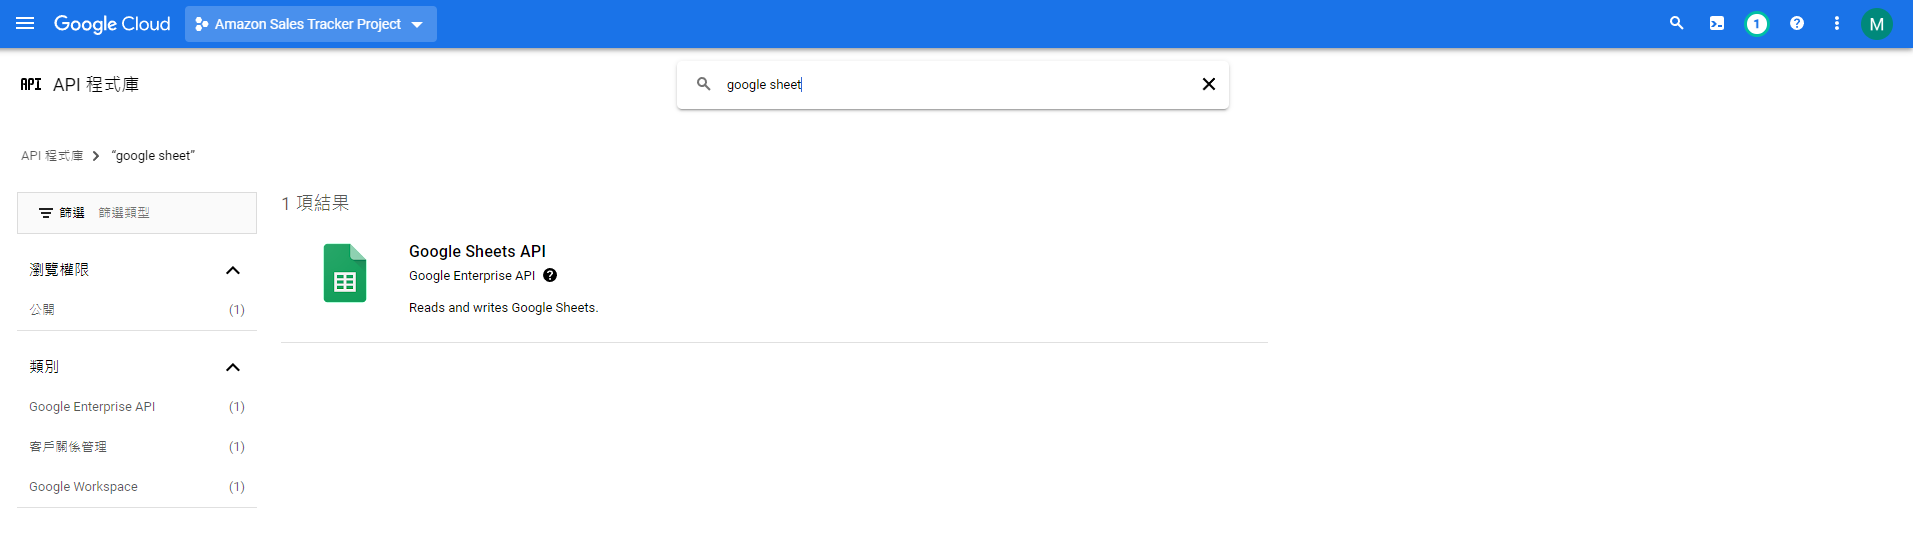 Google Cloud
Amazon Sales Tracker Project
1
M
API API 程式庫
google sheet
API 程式庫 “google sheet”
篩選 篩選類型
瀏覽權限
公開 (1)
類別
Google Enterprise API (1)
客戶關係管理 (1)
Google Workspace (1)
1 項結果
Google Sheets API
Google Enterprise API
Reads and writes Google Sheets.